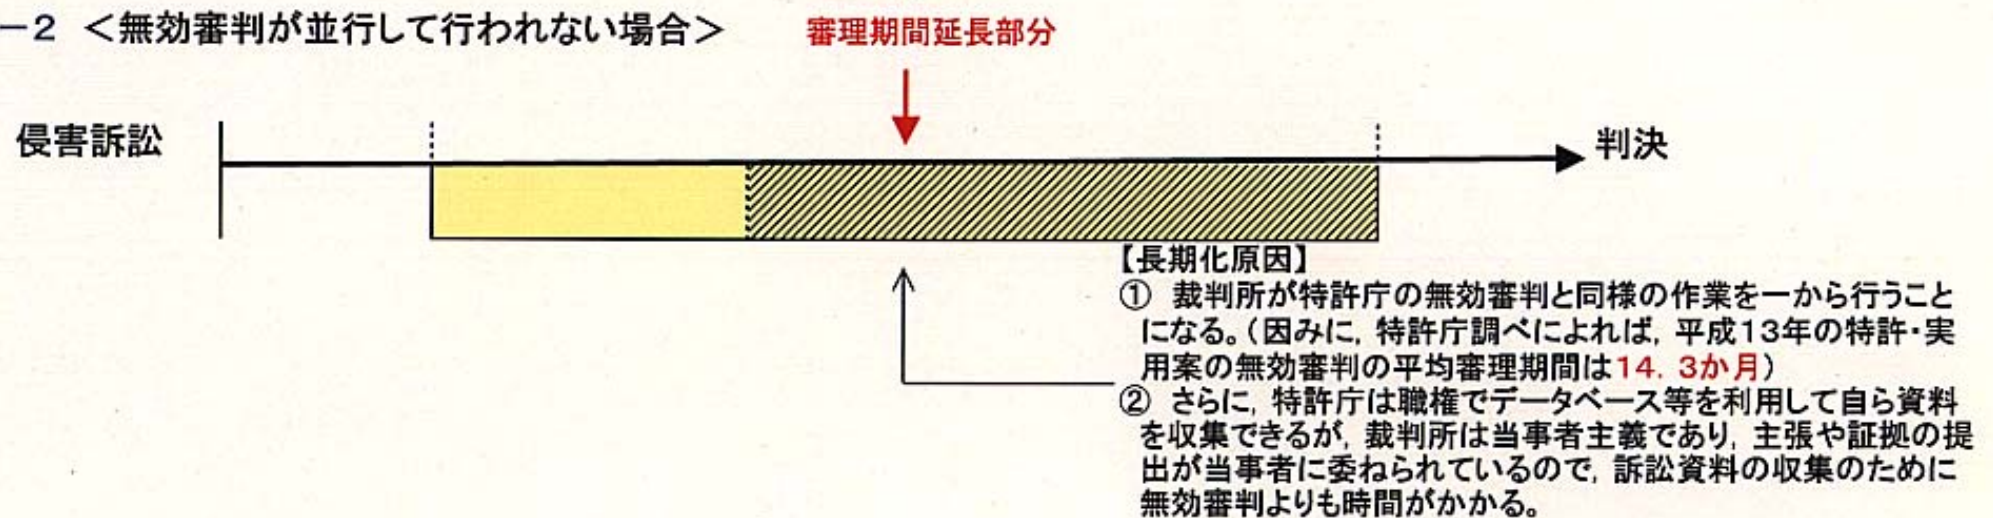 －２ ＜無効審判が並行して行われない場合＞
審理期間延長部分
侵害訴訟
判決
【長期化原因】
① 裁判所が特許庁の無効審判と同様の作業を一から行うこと
になる。（因みに，特許庁調べによれば，平成１３年の特許・実
用案の無効審判の平均審理期間は１４．３か月）
② さらに，特許庁は職権でデータベース等を利用して自ら資料
を収集できるが，裁判所は当事者主義であり，主張や証拠の提
出が当事者に委ねられているので，訴訟資料の収集のために
無効審判よりも時間がかかる。